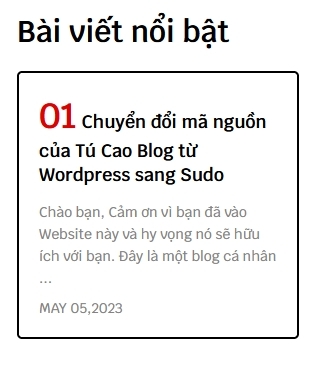 Bài viết nổi bật
01 Chuyển đổi mã nguồn
của Tú Cao Blog từ
Wordpress sang Sudo
Chào bạn, Cảm ơn vì bạn đã vào
Website này và hy vọng nó sẽ hữu
ích với bạn. Đây là một blog cá nhân
...
MAY 05,2023